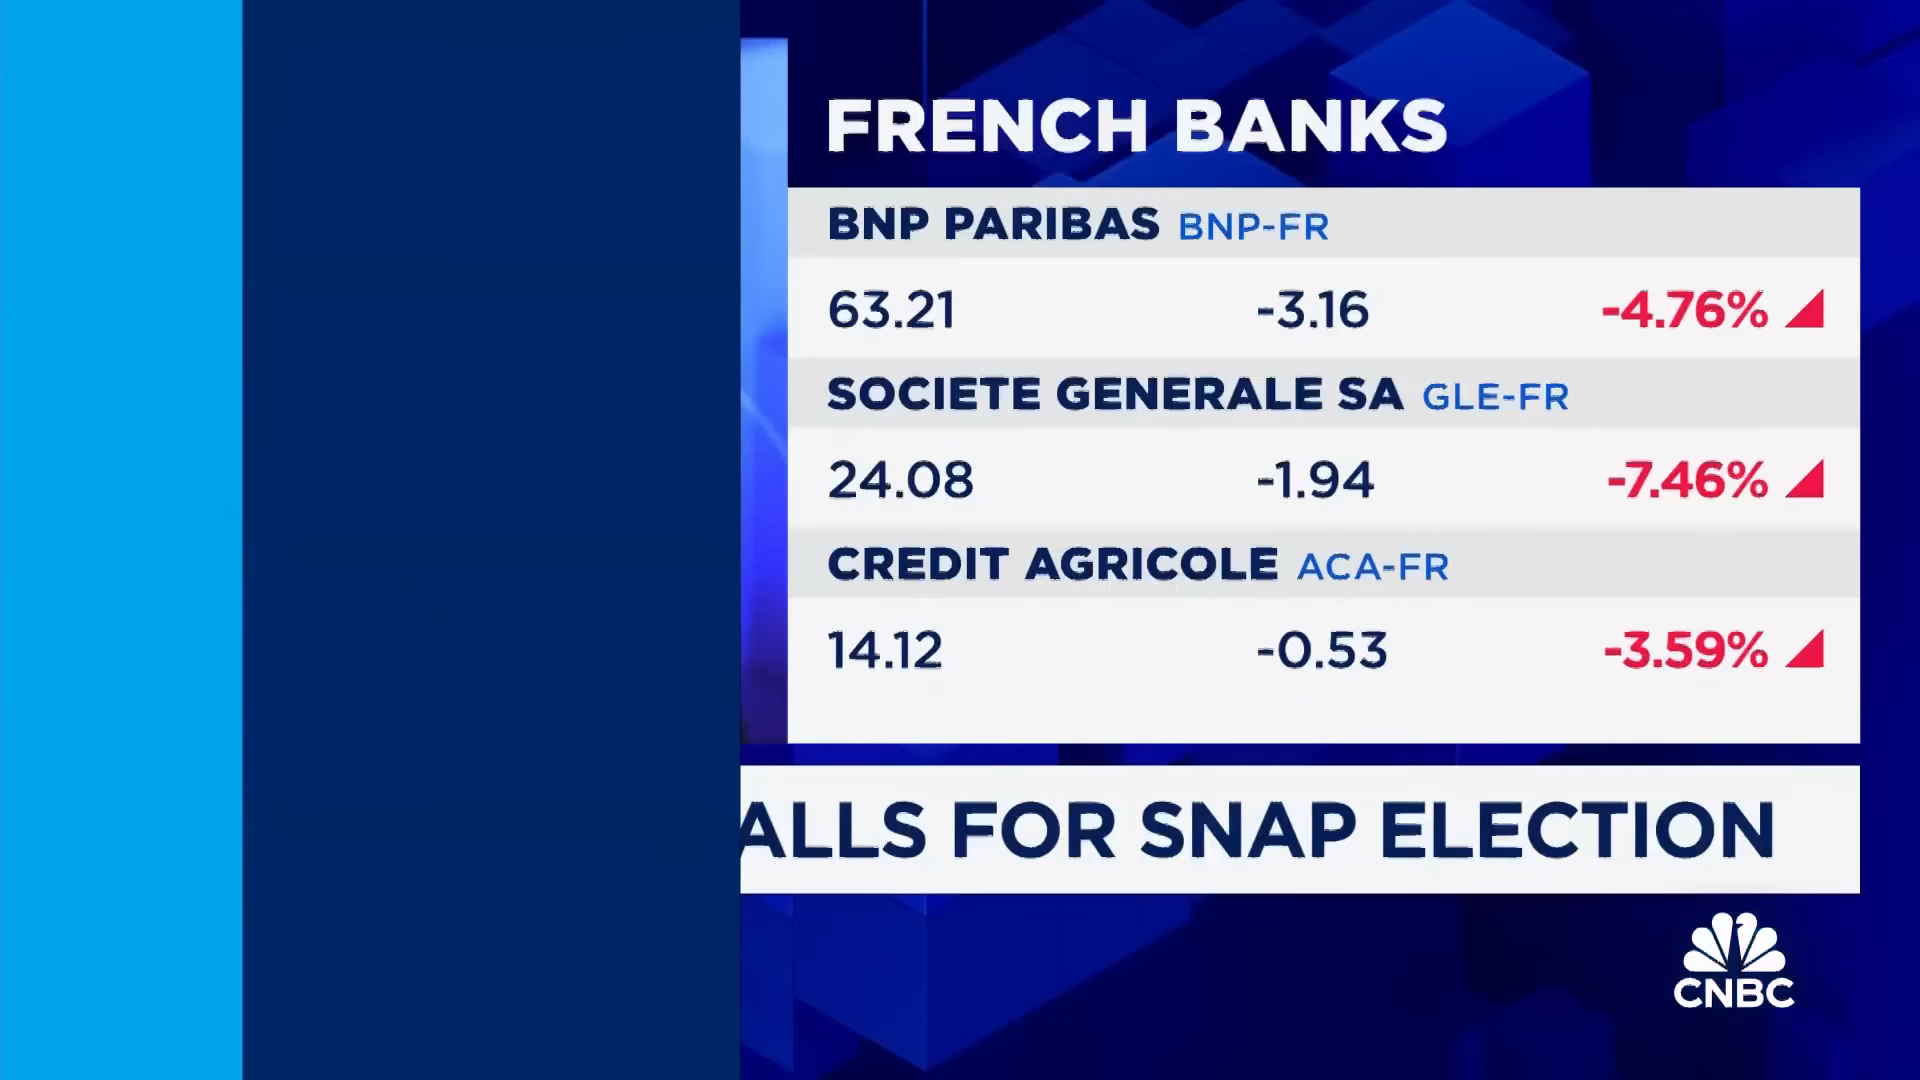 FRENCH BANKS
BNP PARIBAS BNP-FR
63.21 -3.16 -4.76%
SOCIETE GENERALE SA GLE-FR
24.08 -1.94 -7.46%
CREDIT AGRICOLE ACA-FR
14.12 -0.53 -3.59%
ALLS FOR SNAP ELECTION
CNBC